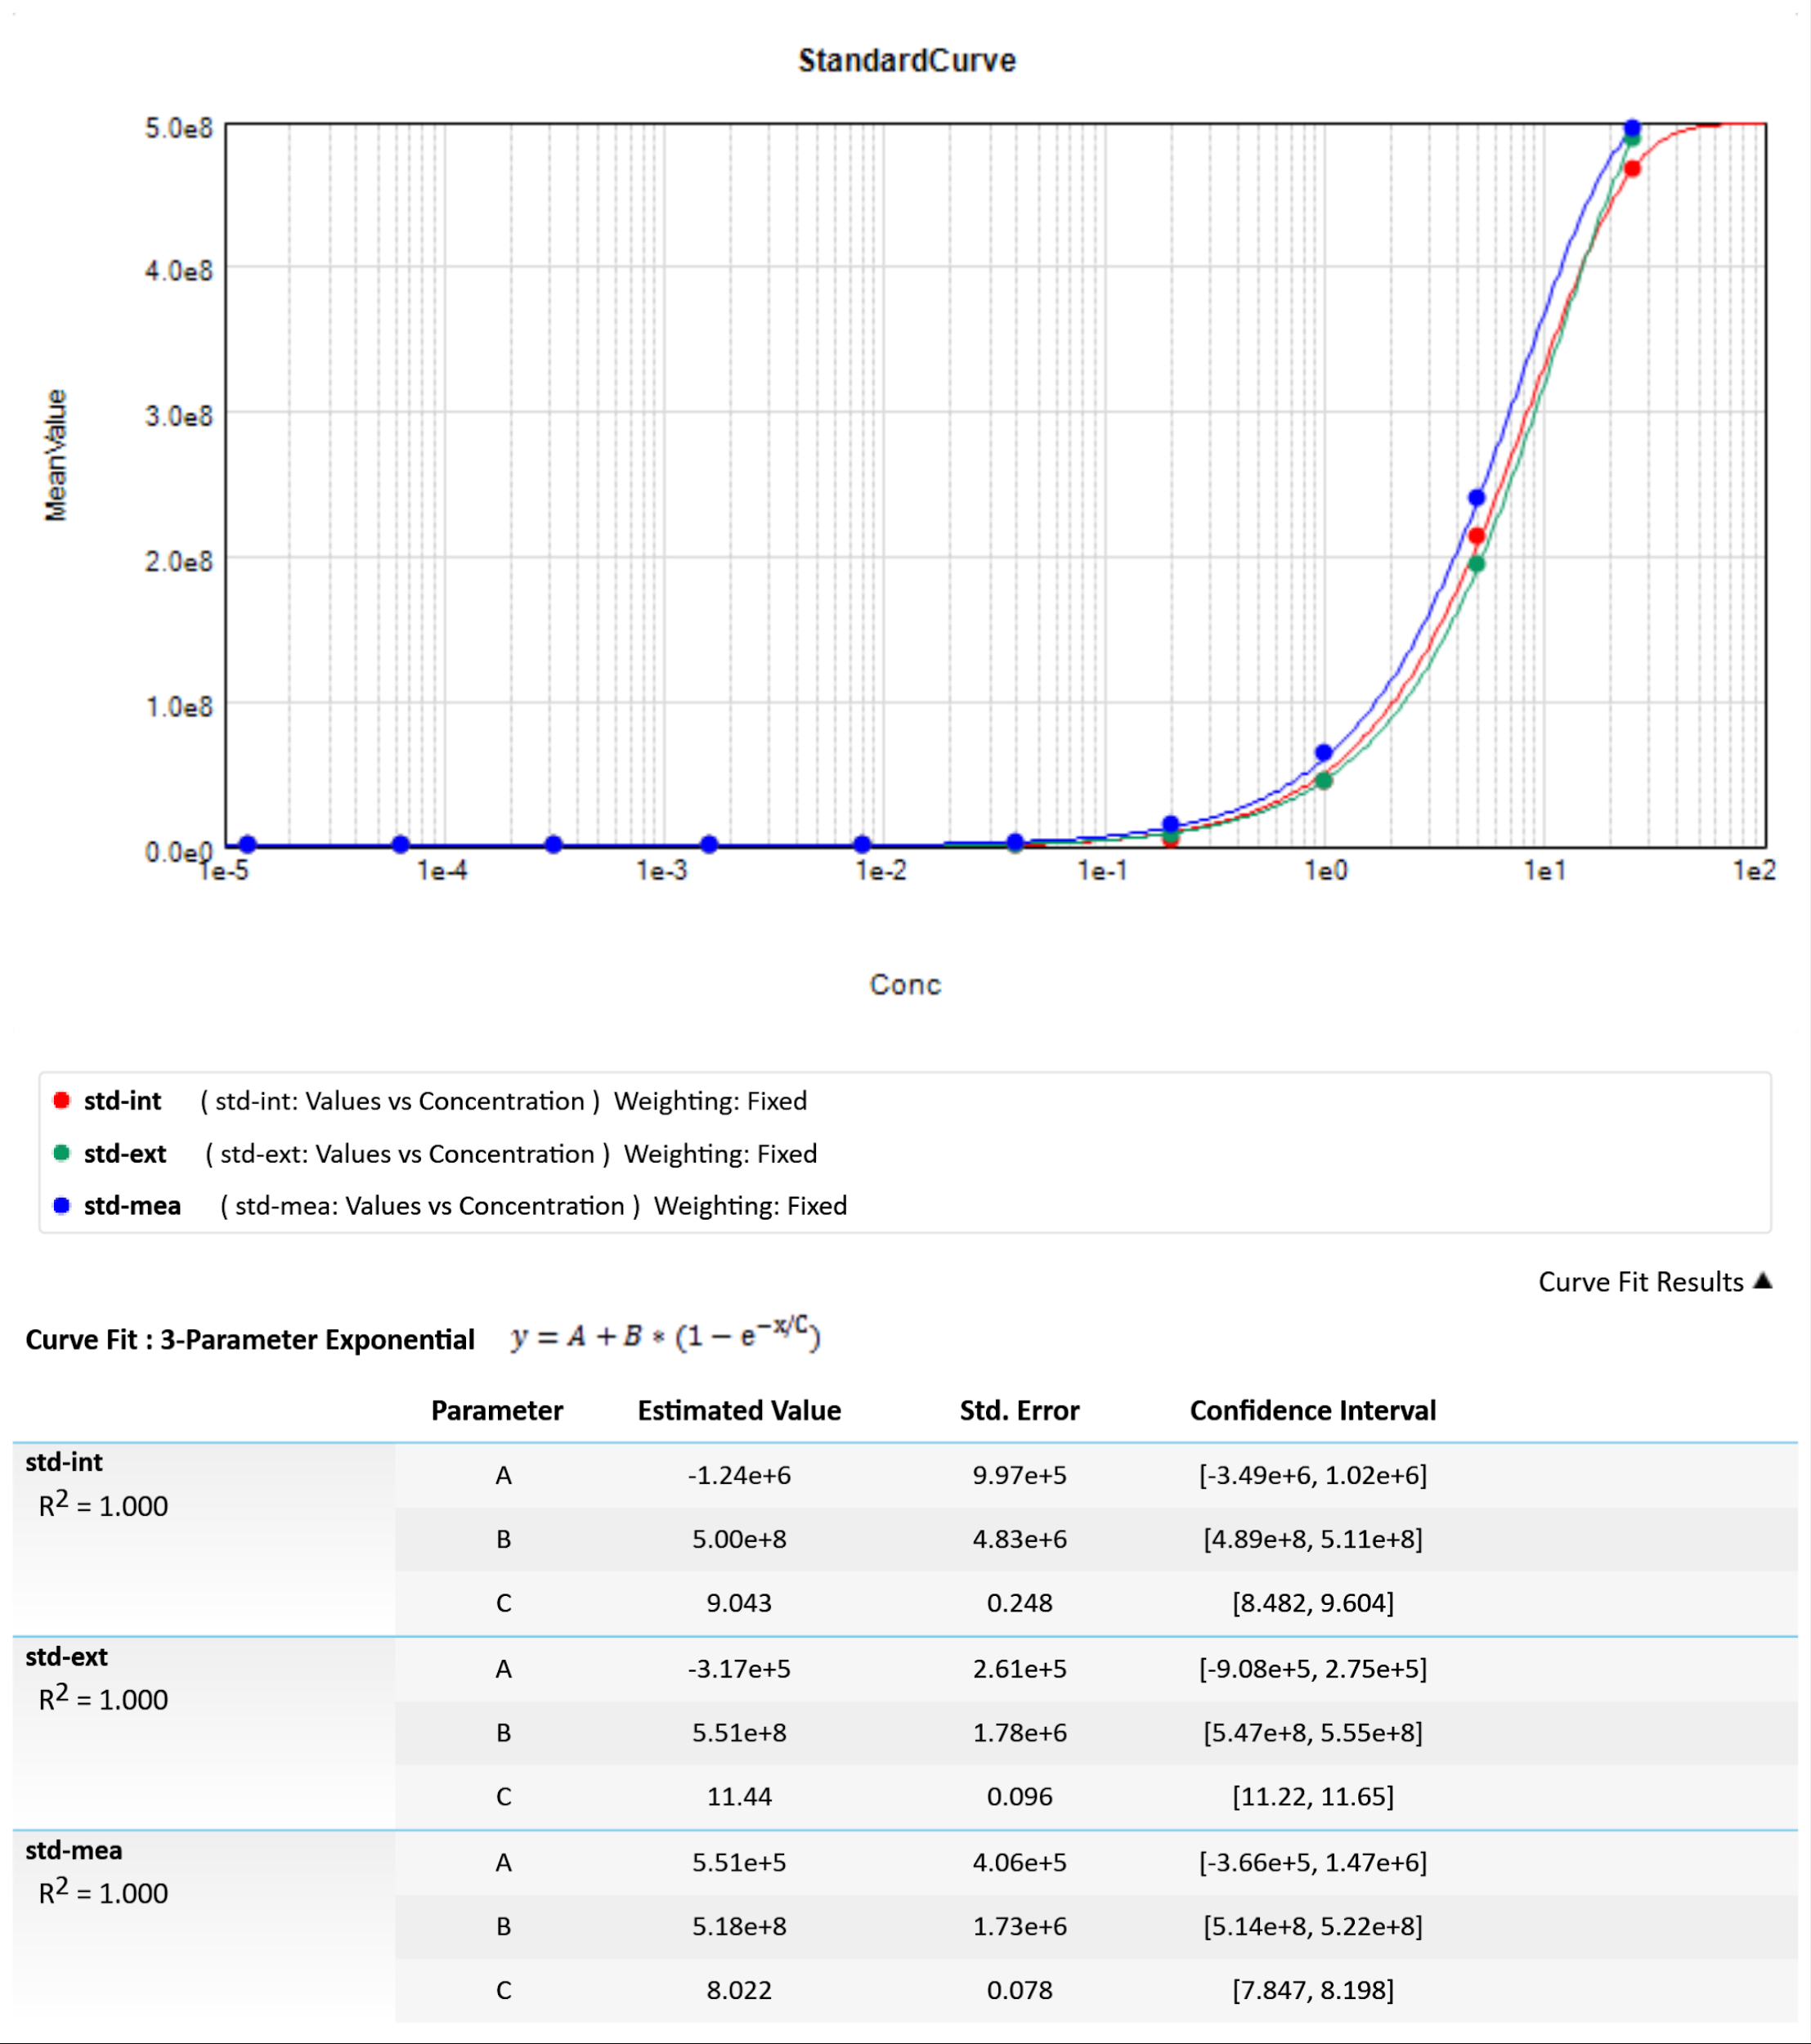 StandardCurve
5.0e8
4.0e8
3.0e8
2.0e8
1.0e8
0.0e0
MeanValue
1e-5 1e-4 1e-3 1e-2 1e-1 1e0 1e1 1e2
Conc
std-int ( std-int: Values vs Concentration ) Weighting: Fixed
std-ext ( std-ext: Values vs Concentration ) Weighting: Fixed
std-mea ( std-mea: Values vs Concentration ) Weighting: Fixed
Curve Fit Results ▲
Curve Fit : 3-Parameter Exponential y = A + B * (1 − e^−x/C)
Parameter Estimated Value Std. Error Confidence Interval
std-int
R² = 1.000
A -1.24e+6 9.97e+5 [-3.49e+6, 1.02e+6]
B 5.00e+8 4.83e+6 [4.89e+8, 5.11e+8]
C 9.043 0.248 [8.482, 9.604]
std-ext
R² = 1.000
A -3.17e+5 2.61e+5 [-9.08e+5, 2.75e+5]
B 5.51e+8 1.78e+6 [5.47e+8, 5.55e+8]
C 11.44 0.096 [11.22, 11.65]
std-mea
R² = 1.000
A 5.51e+5 4.06e+5 [-3.66e+5, 1.47e+6]
B 5.18e+8 1.73e+6 [5.14e+8, 5.22e+8]
C 8.022 0.078 [7.847, 8.198]